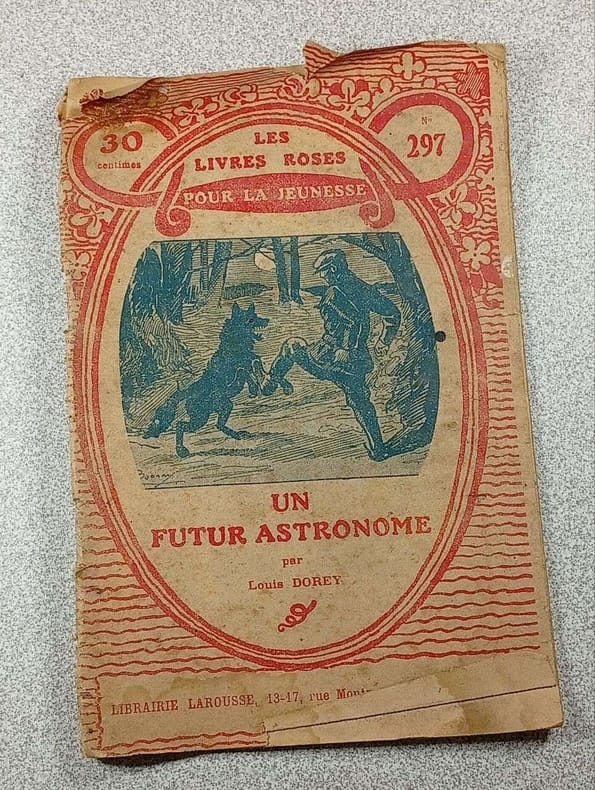 30
centimes
N°
297
LES
LIVRES ROSES
POUR LA JEUNESSE
UN
FUTUR ASTRONOME
par
Louis DOREY
LIBRAIRIE LAROUSSE, 13-17, rue